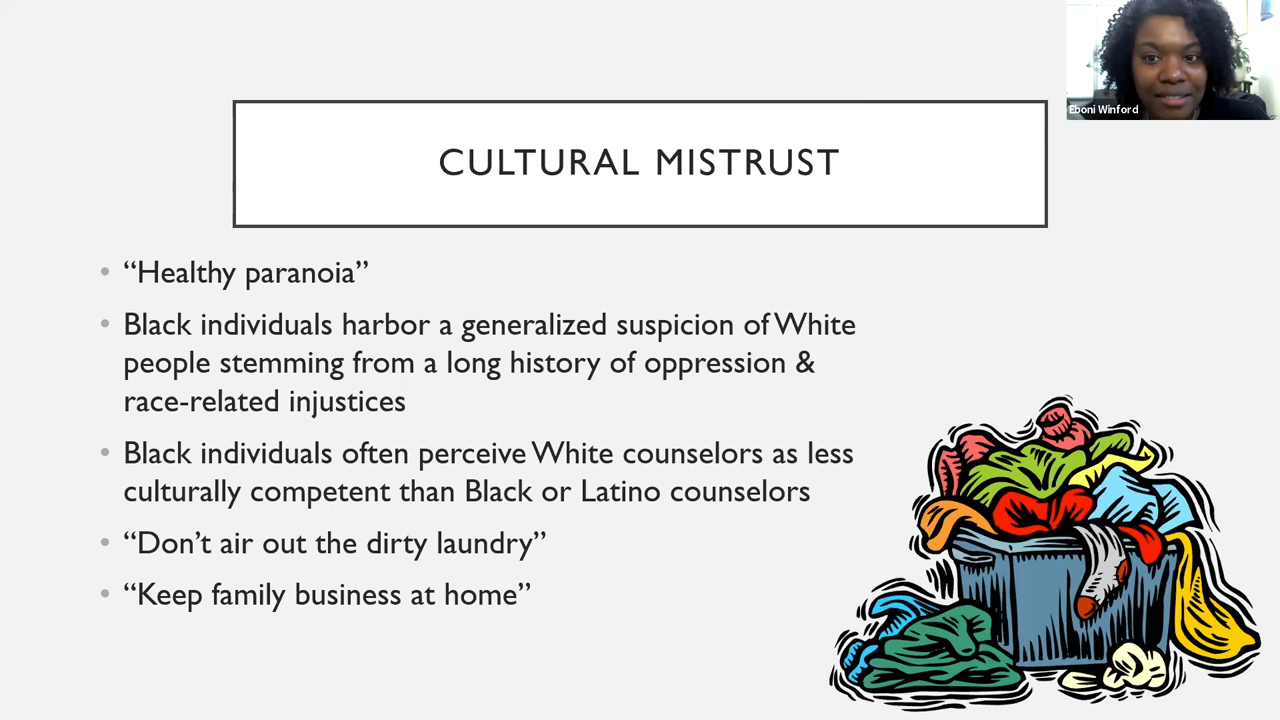 Eboni Winford
CULTURAL MISTRUST
• “Healthy paranoia”
• Black individuals harbor a generalized suspicion of White
people stemming from a long history of oppression &
race-related injustices
• Black individuals often perceive White counselors as less
culturally competent than Black or Latino counselors
• “Don’t air out the dirty laundry”
• “Keep family business at home”